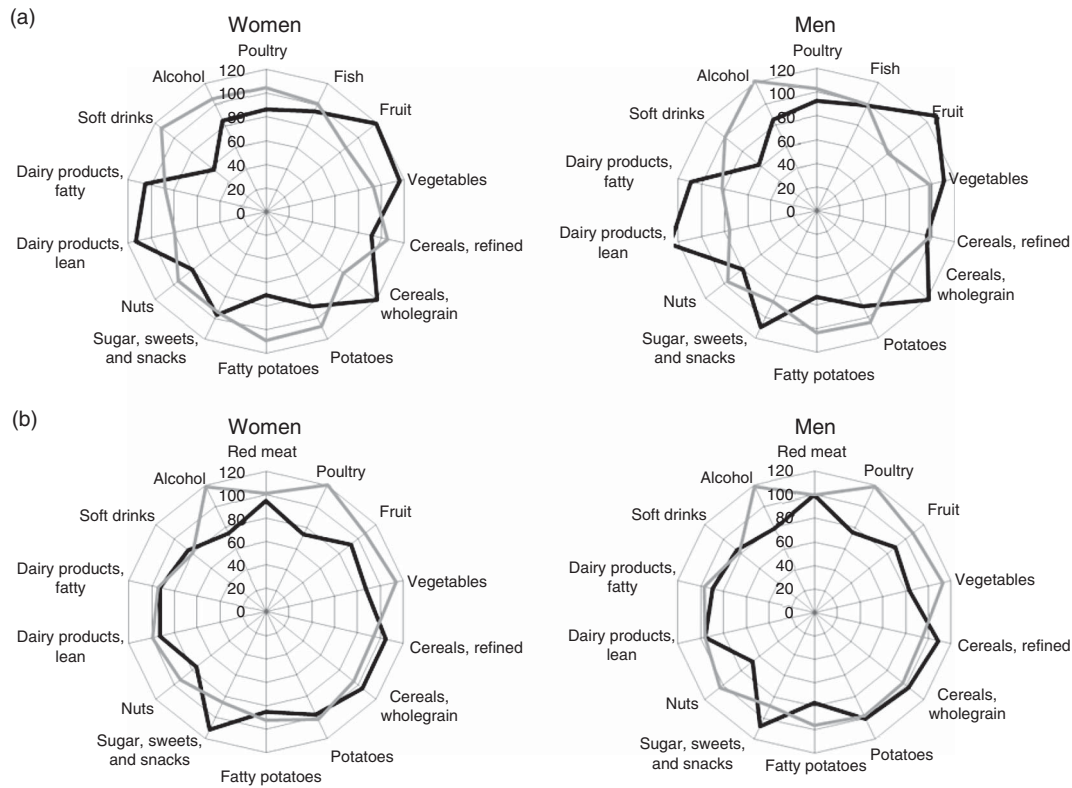 (a)
Women
Poultry
Fish
Fruit
Vegetables
Cereals, refined
Cereals,
wholegrain
Potatoes
Fatty potatoes
Sugar, sweets,
and snacks
Nuts
Dairy products,
lean
Dairy products,
fatty
Soft drinks
Alcohol
120
100
80
60
40
20
0
Men
Poultry
Fish
Fruit
Vegetables
Cereals, refined
Cereals,
wholegrain
Potatoes
Fatty potatoes
Sugar, sweets,
and snacks
Nuts
Dairy products,
lean
Dairy products,
fatty
Soft drinks
Alcohol
120
100
80
60
40
20
0
(b)
Women
Red meat
Poultry
Fruit
Vegetables
Cereals, refined
Cereals,
wholegrain
Potatoes
Fatty potatoes
Sugar, sweets,
and snacks
Nuts
Dairy products,
lean
Dairy products,
fatty
Soft drinks
Alcohol
120
100
80
60
40
20
0
Men
Red meat
Poultry
Fruit
Vegetables
Cereals, refined
Cereals,
wholegrain
Potatoes
Fatty potatoes
Sugar, sweets,
and snacks
Nuts
Dairy products,
lean
Dairy products,
fatty
Soft drinks
Alcohol
120
100
80
60
40
20
0